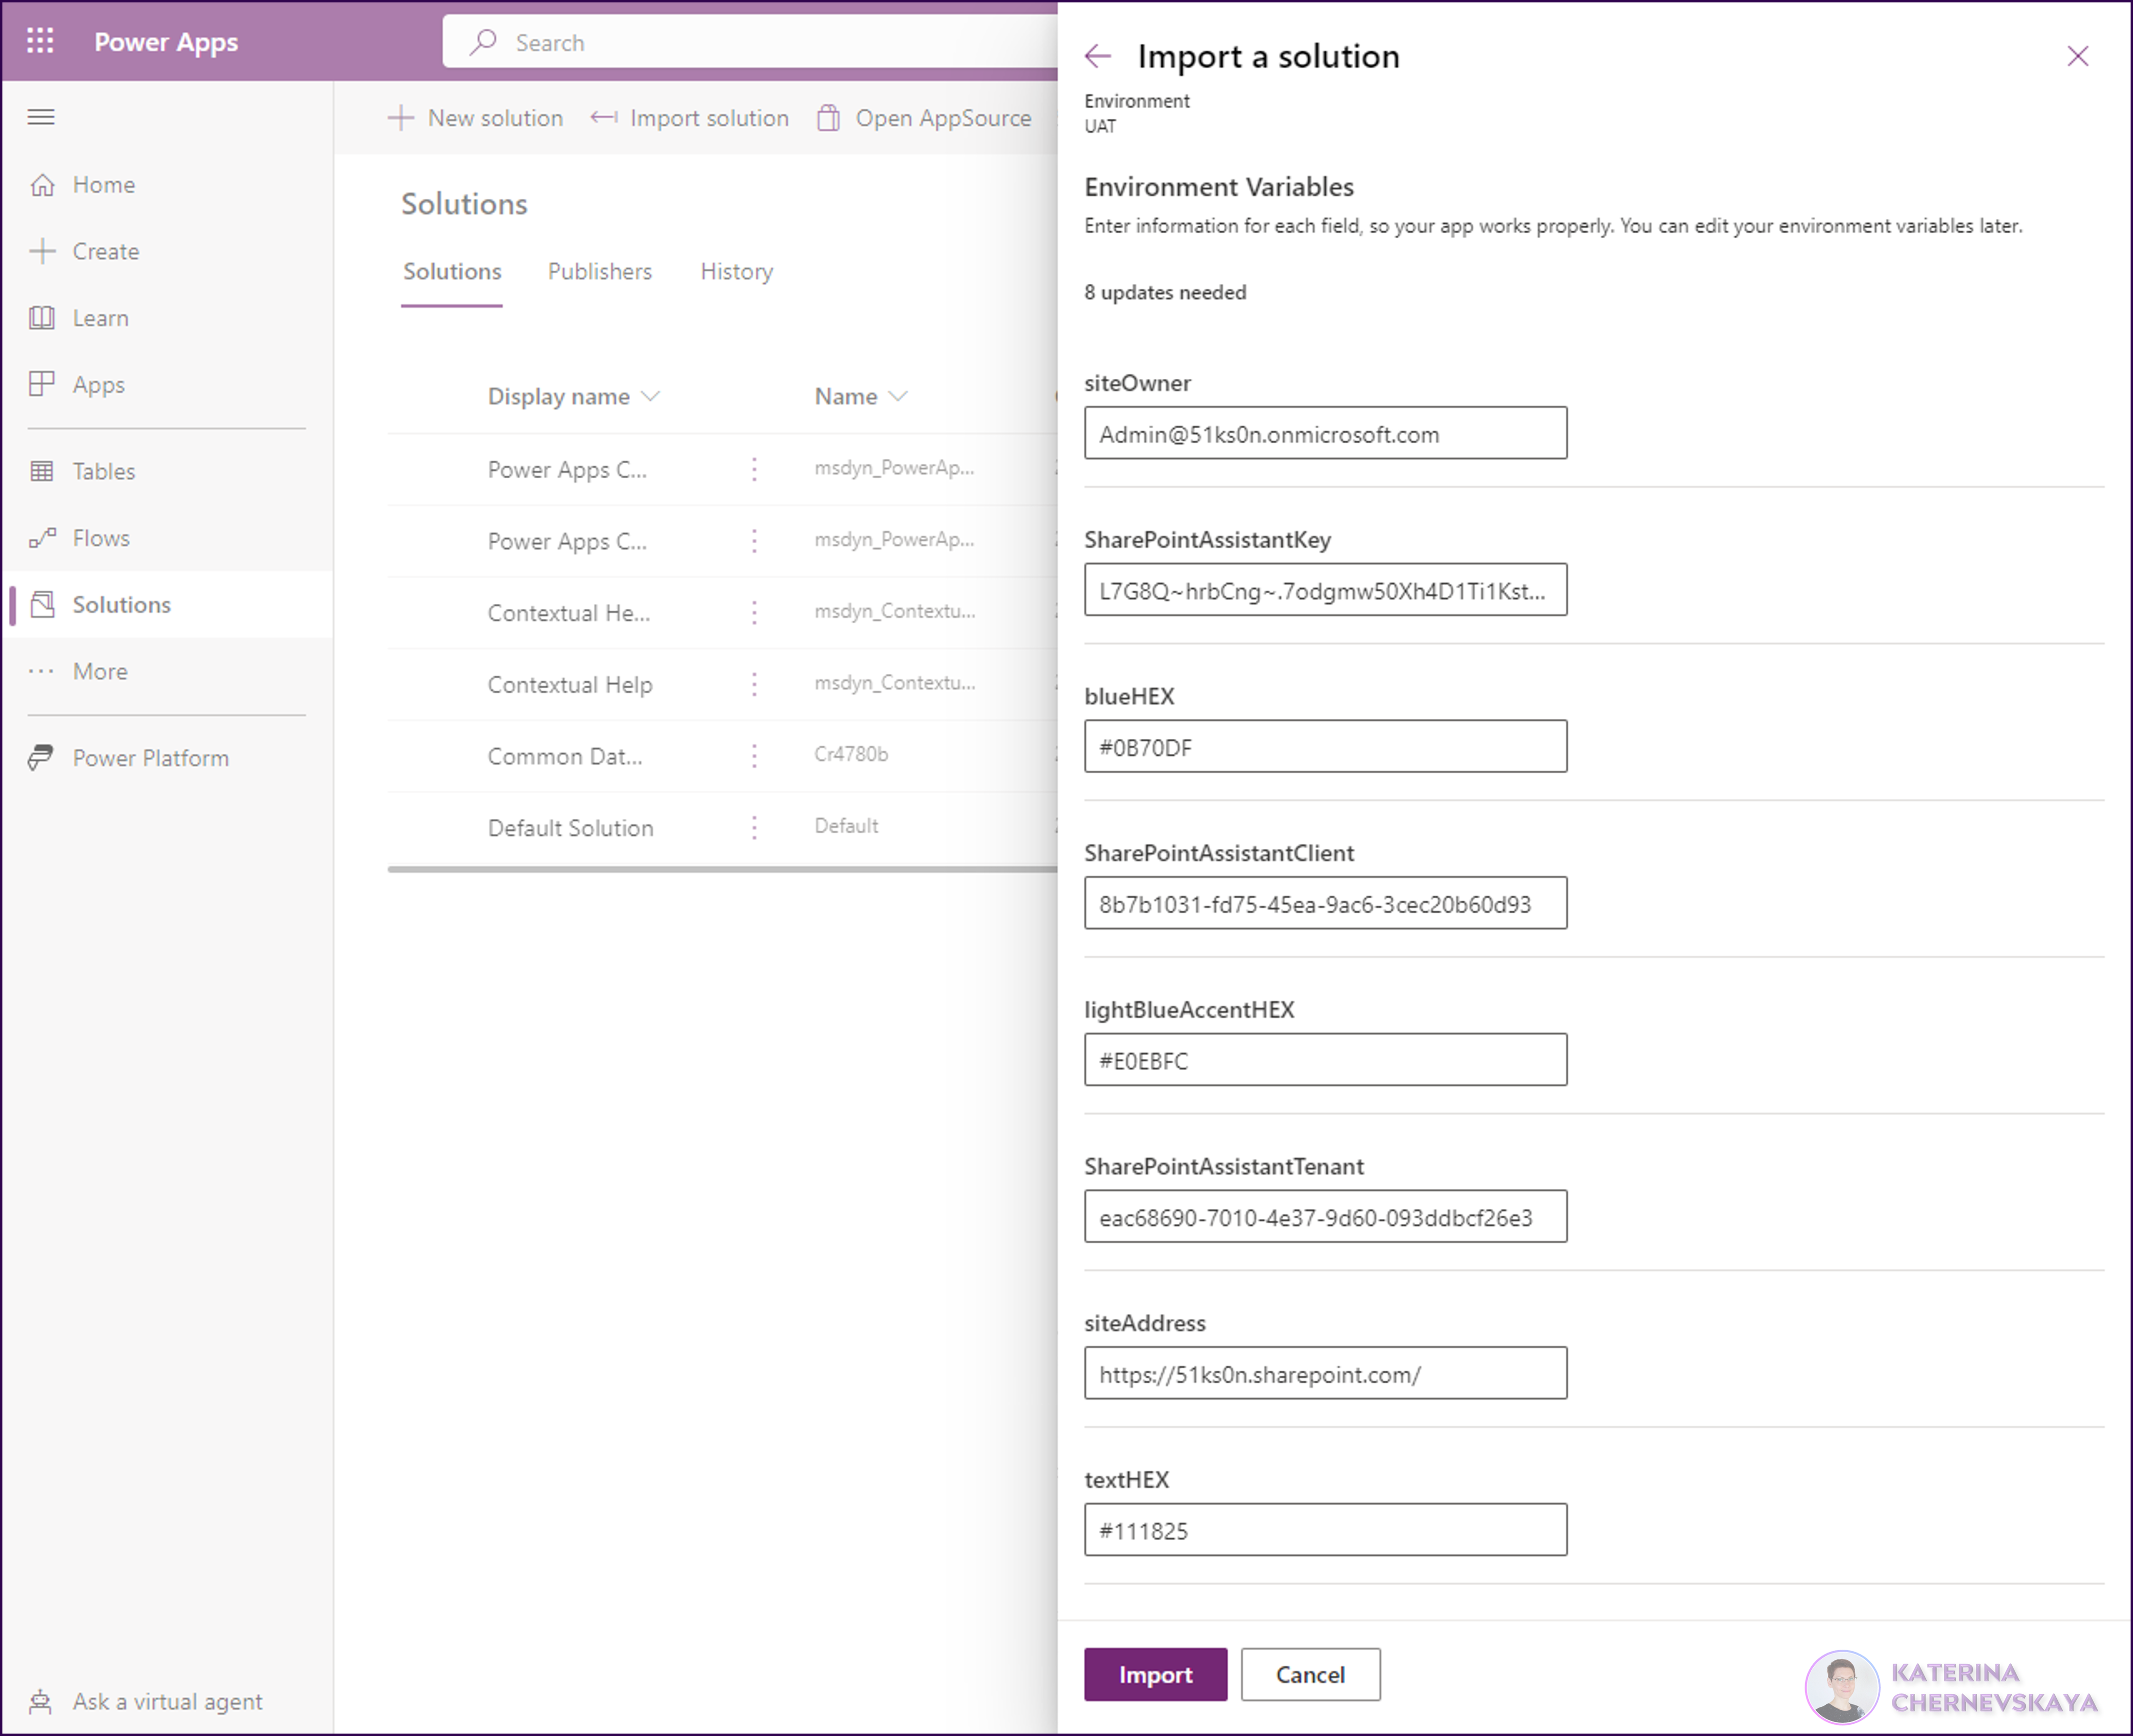 Power Apps
Search
New solution
Import solution
Open AppSource
Home
Create
Learn
Apps
Tables
Flows
Solutions
More
Power Platform
Ask a virtual agent
Solutions
Solutions
Publishers
History
Display name
Name
Power Apps C...
msdyn_PowerAp...
Power Apps C...
msdyn_PowerAp...
Contextual He...
msdyn_Contextu...
Contextual Help
msdyn_Contextu...
Common Dat...
Cr4780b
Default Solution
Default
Import a solution
Environment
UAT
Environment Variables
Enter information for each field, so your app works properly. You can edit your environment variables later.
8 updates needed
siteOwner
Admin@51ks0n.onmicrosoft.com
SharePointAssistantKey
L7G8Q~hrbCng~.7odgmw50Xh4D1Ti1Kst...
blueHEX
#0B70DF
SharePointAssistantClient
8b7b1031-fd75-45ea-9ac6-3cec20b60d93
lightBlueAccentHEX
#E0EBFC
SharePointAssistantTenant
eac68690-7010-4e37-9d60-093ddbcf26e3
siteAddress
https://51ks0n.sharepoint.com/
textHEX
#111825
Import
Cancel
KATERINA
CHERNEVSKAYA